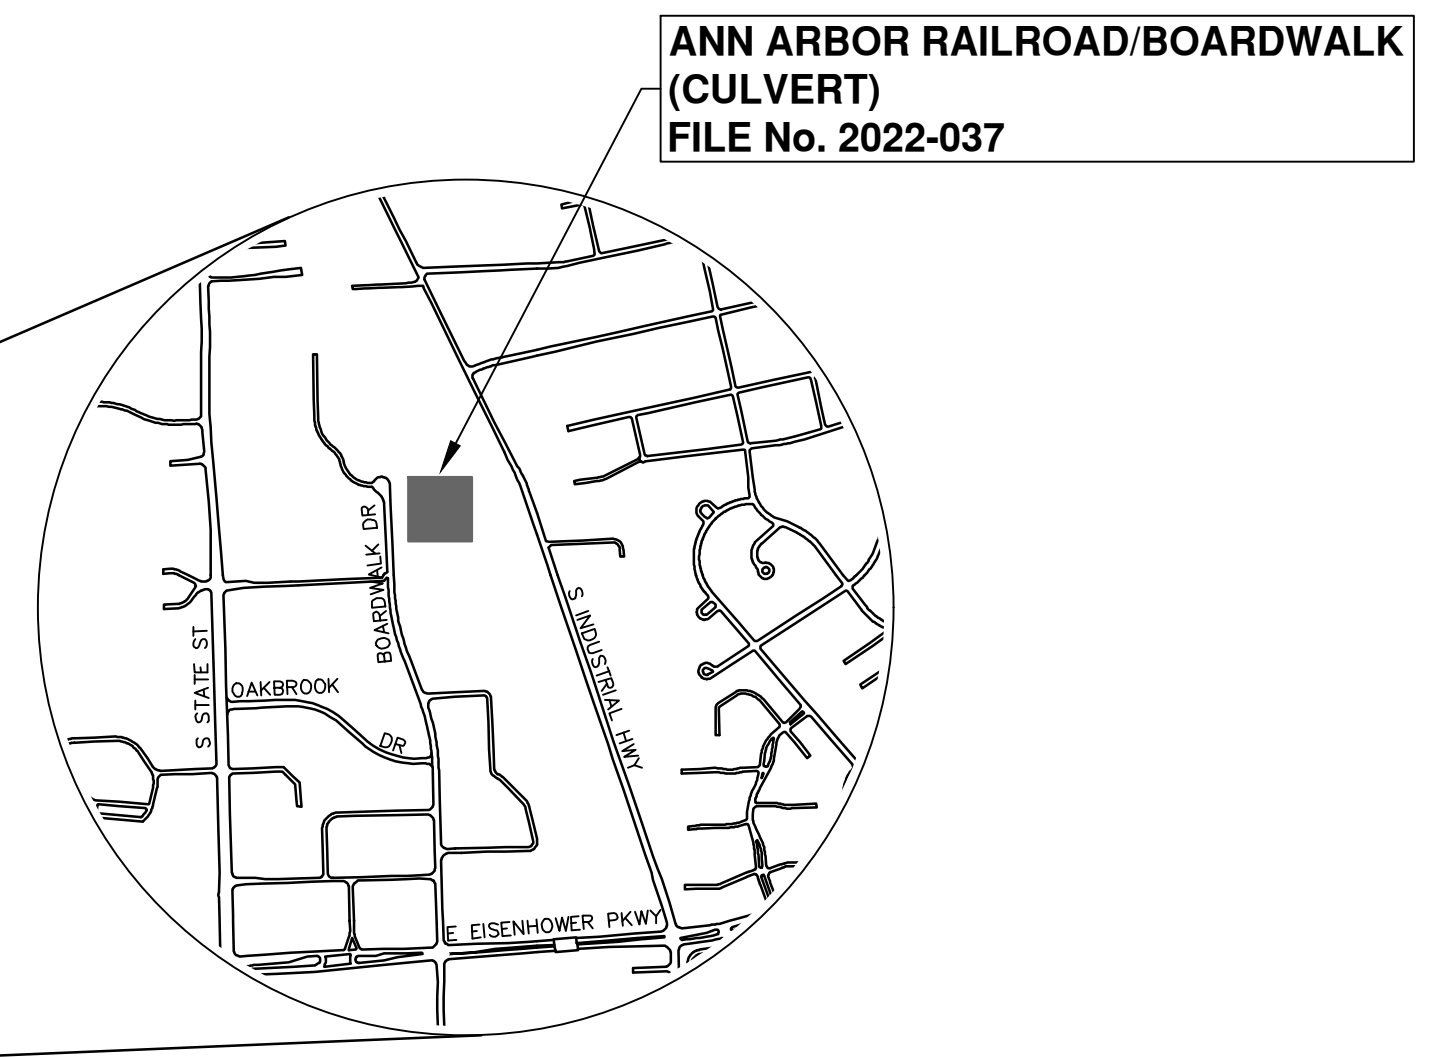 ANN ARBOR RAILROAD/BOARDWALK
(CULVERT)
FILE No. 2022-037
BOARDWALK DR
S INDUSTRIAL HWY
S STATE ST
OAKBROOK
DR
E EISENHOWER PKWY